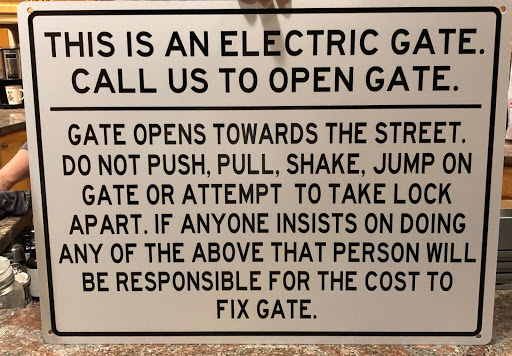 THIS IS AN ELECTRIC GATE.
CALL US TO OPEN GATE.
GATE OPENS TOWARDS THE STREET.
DO NOT PUSH, PULL, SHAKE, JUMP ON
GATE OR ATTEMPT TO TAKE LOCK
APART. IF ANYONE INSISTS ON DOING
ANY OF THE ABOVE THAT PERSON WILL
BE RESPONSIBLE FOR THE COST TO
FIX GATE.